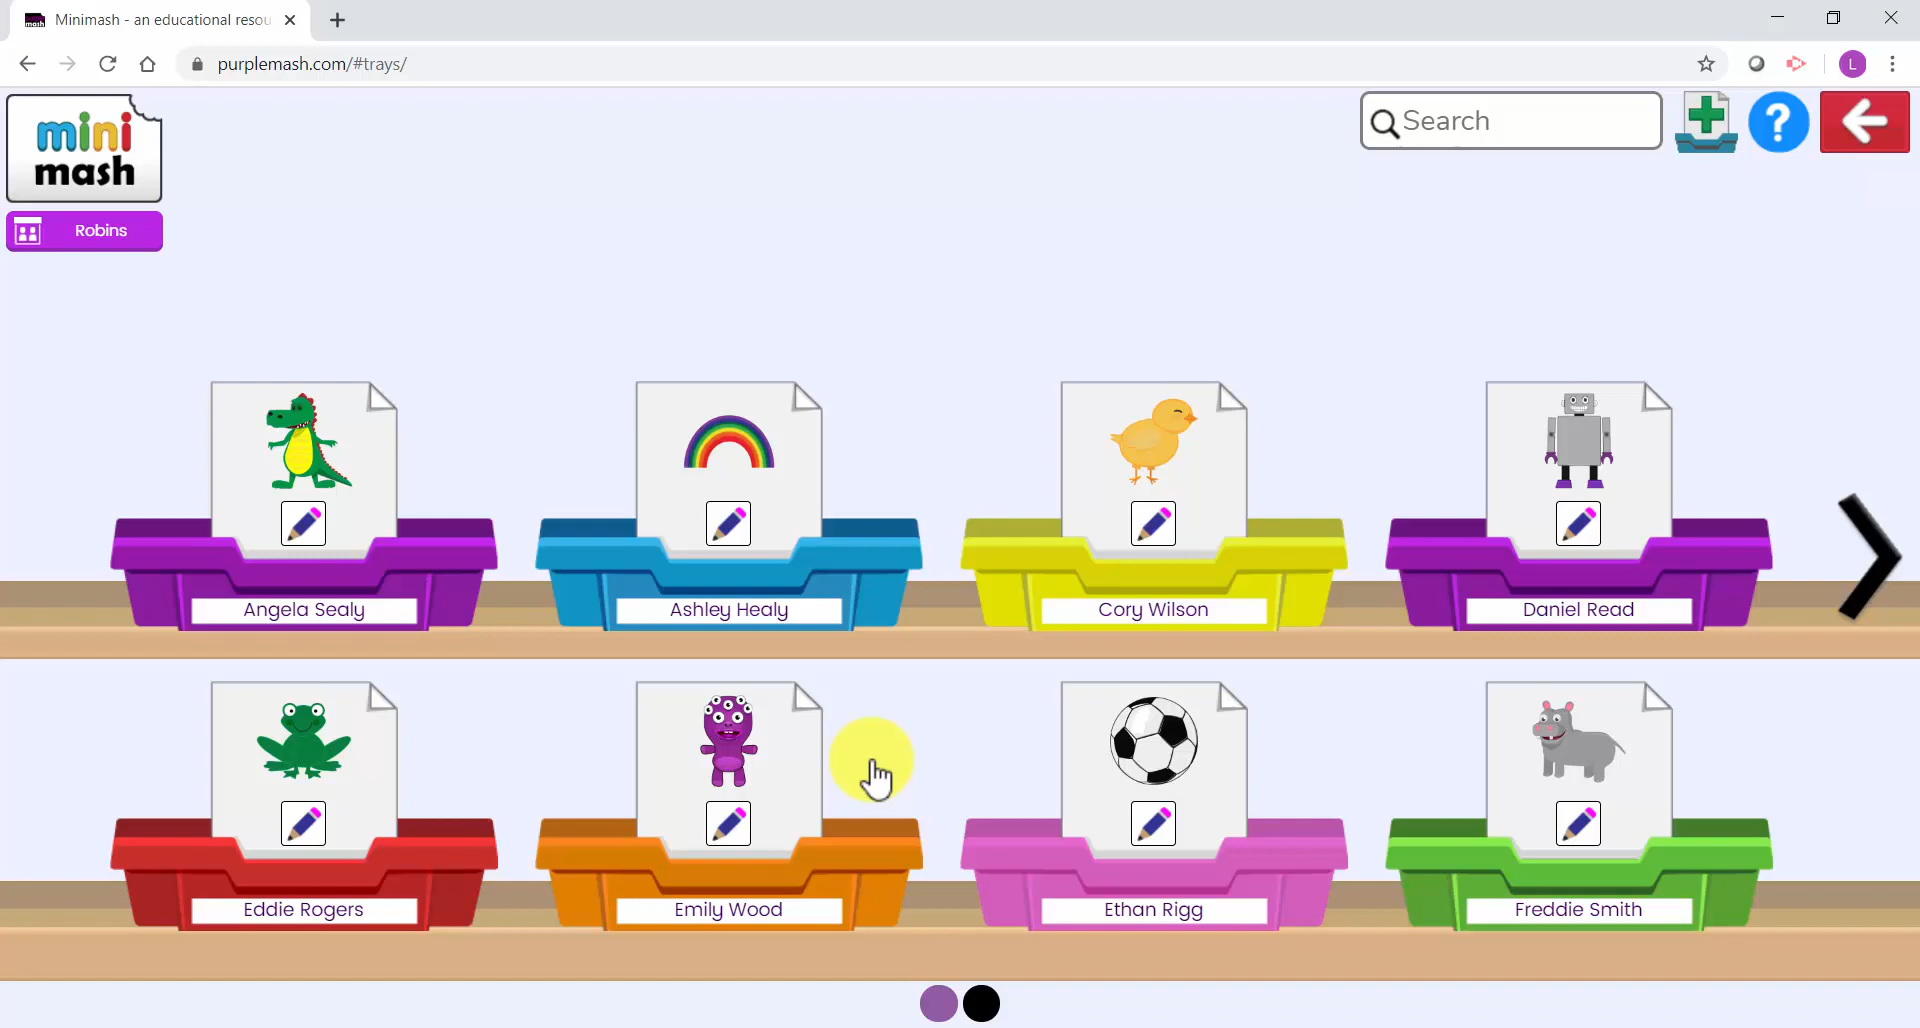 Minimash - an educational resou
purplemash.com/#trays/
L
mini
mash
Search
?
Robins
Angela Sealy
Ashley Healy
Cory Wilson
Daniel Read
Eddie Rogers
Emily Wood
Ethan Rigg
Freddie Smith